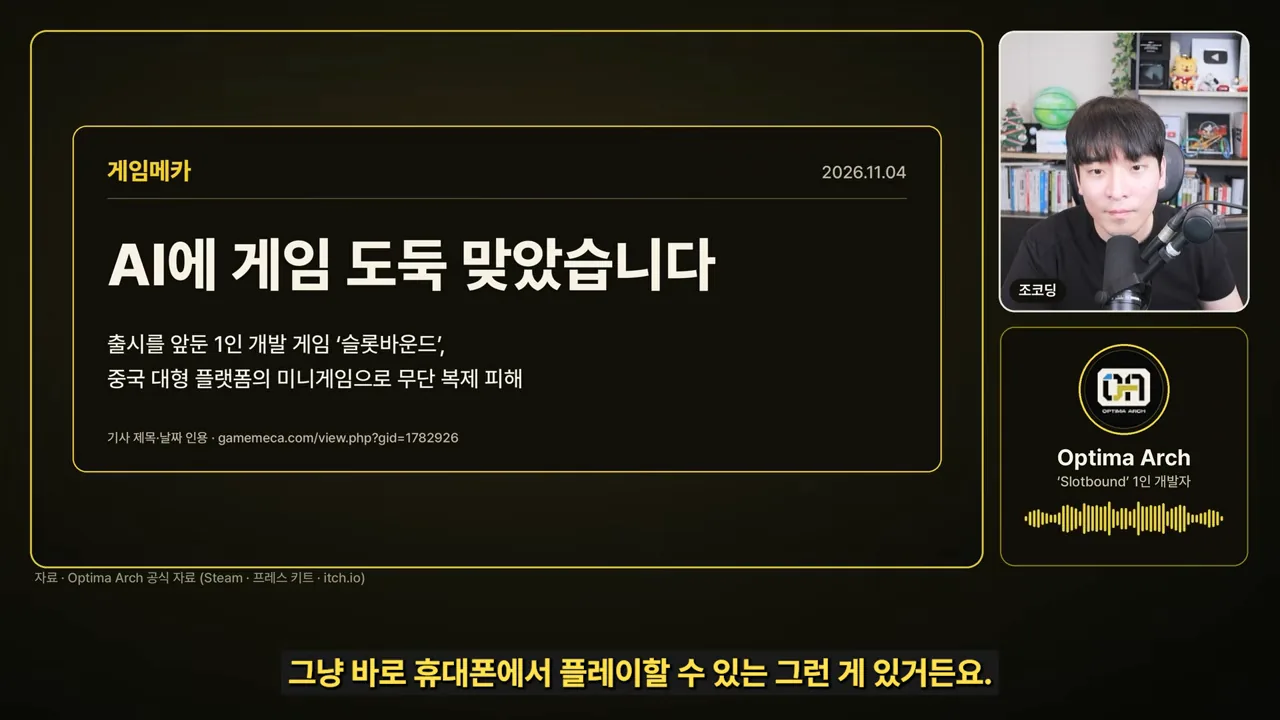 게임메카
2026.11.04
AI에 게임 도둑 맞았습니다
출시를 앞둔 1인 개발 게임 ‘슬롯바운드’,
중국 대형 플랫폼의 미니게임으로 무단 복제 피해
기사 제목·날짜 인용 · gamemeca.com/view.php?gid=1782926
자료 · Optima Arch 공식 자료 (Steam · 프레스 키트 · itch.io)
조코딩
OA
OPTIMA ARCH
Optima Arch
‘Slotbound’ 1인 개발자
그냥 바로 휴대폰에서 플레이할 수 있는 그런 게 있거든요.